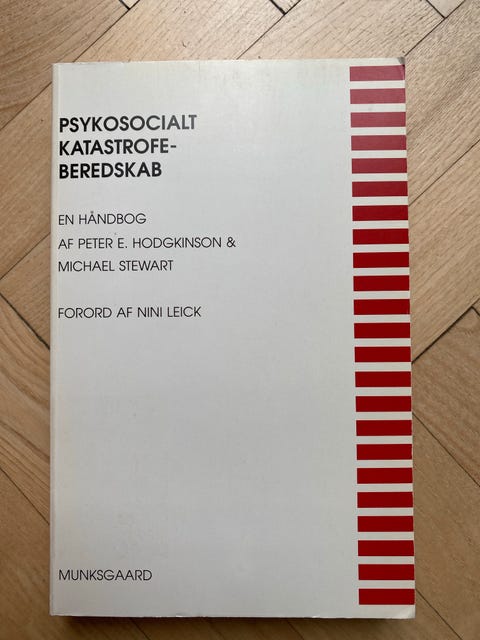 PSYKOSOCIALT
KATASTROFE-
BEREDSKAB
EN HÅNDBOG
AF PETER E. HODGKINSON &
MICHAEL STEWART
FORORD AF NINI LEICK
MUNKSGAARD